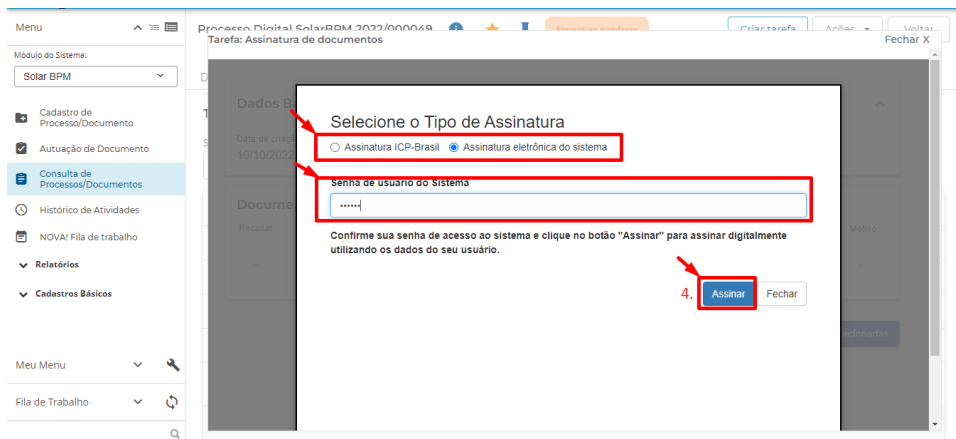 Menu
Módulo do Sistema:
Solar BPM
Cadastro de
Processo/Documento
Autuação de Documento
Consulta de
Processos/Documentos
Histórico de Atividades
NOVA! Fila de trabalho
Relatórios
Cadastros Básicos
Meu Menu
Fila de Trabalho
Processo Digital SolarBPM 2022/000049
Criar tarefa
Ações
Voltar
Tarefa: Assinatura de documentos
Fechar X
Dados B
Data de criaç
10/10/2022
Docume
Recusar
Motivo
Selecione o Tipo de Assinatura
Assinatura ICP-Brasil
Assinatura eletrônica do sistema
Senha de usuário do Sistema
Confirme sua senha de acesso ao sistema e clique no botão "Assinar" para assinar digitalmente
utilizando os dados do seu usuário.
4.
Assinar
Fechar